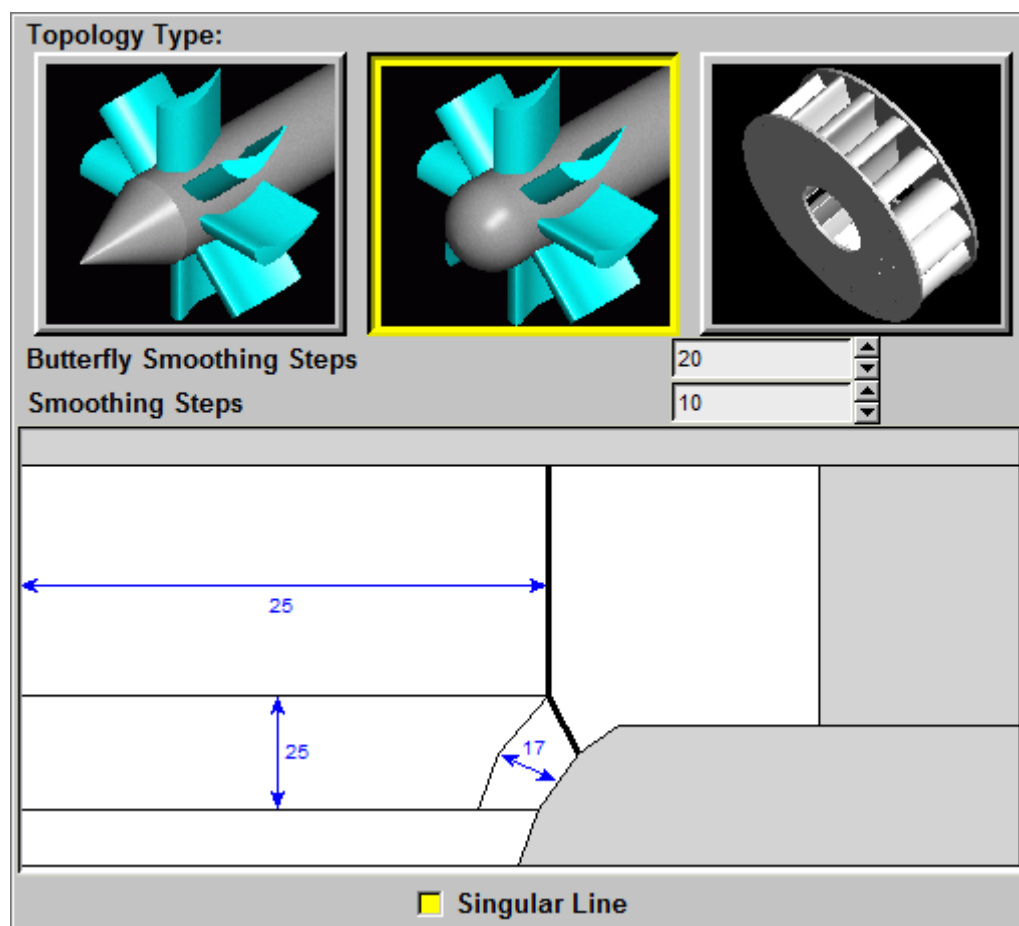 Topology Type:
Butterfly Smoothing Steps 20
Smoothing Steps 10
25
25
17
Singular Line